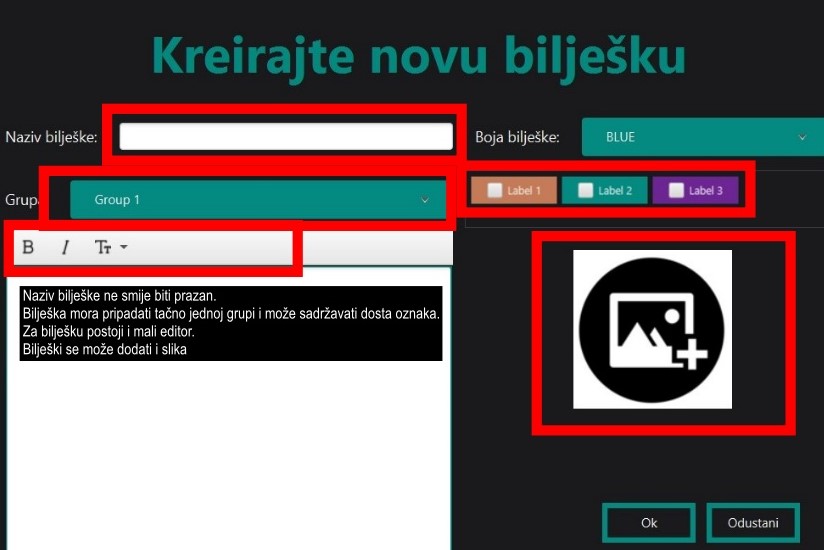 Kreirajte novu bilješku
Naziv bilješke:
Boja bilješke: BLUE
Grup
Group 1
Label 1 Label 2 Label 3
B I TT
Naziv bilješke ne smije biti prazan.
Bilješka mora pripadati tačno jednoj grupi i može sadržavati dosta oznaka.
Za bilješku postoji i mali editor.
Bilješki se može dodati i slika
Ok Odustani